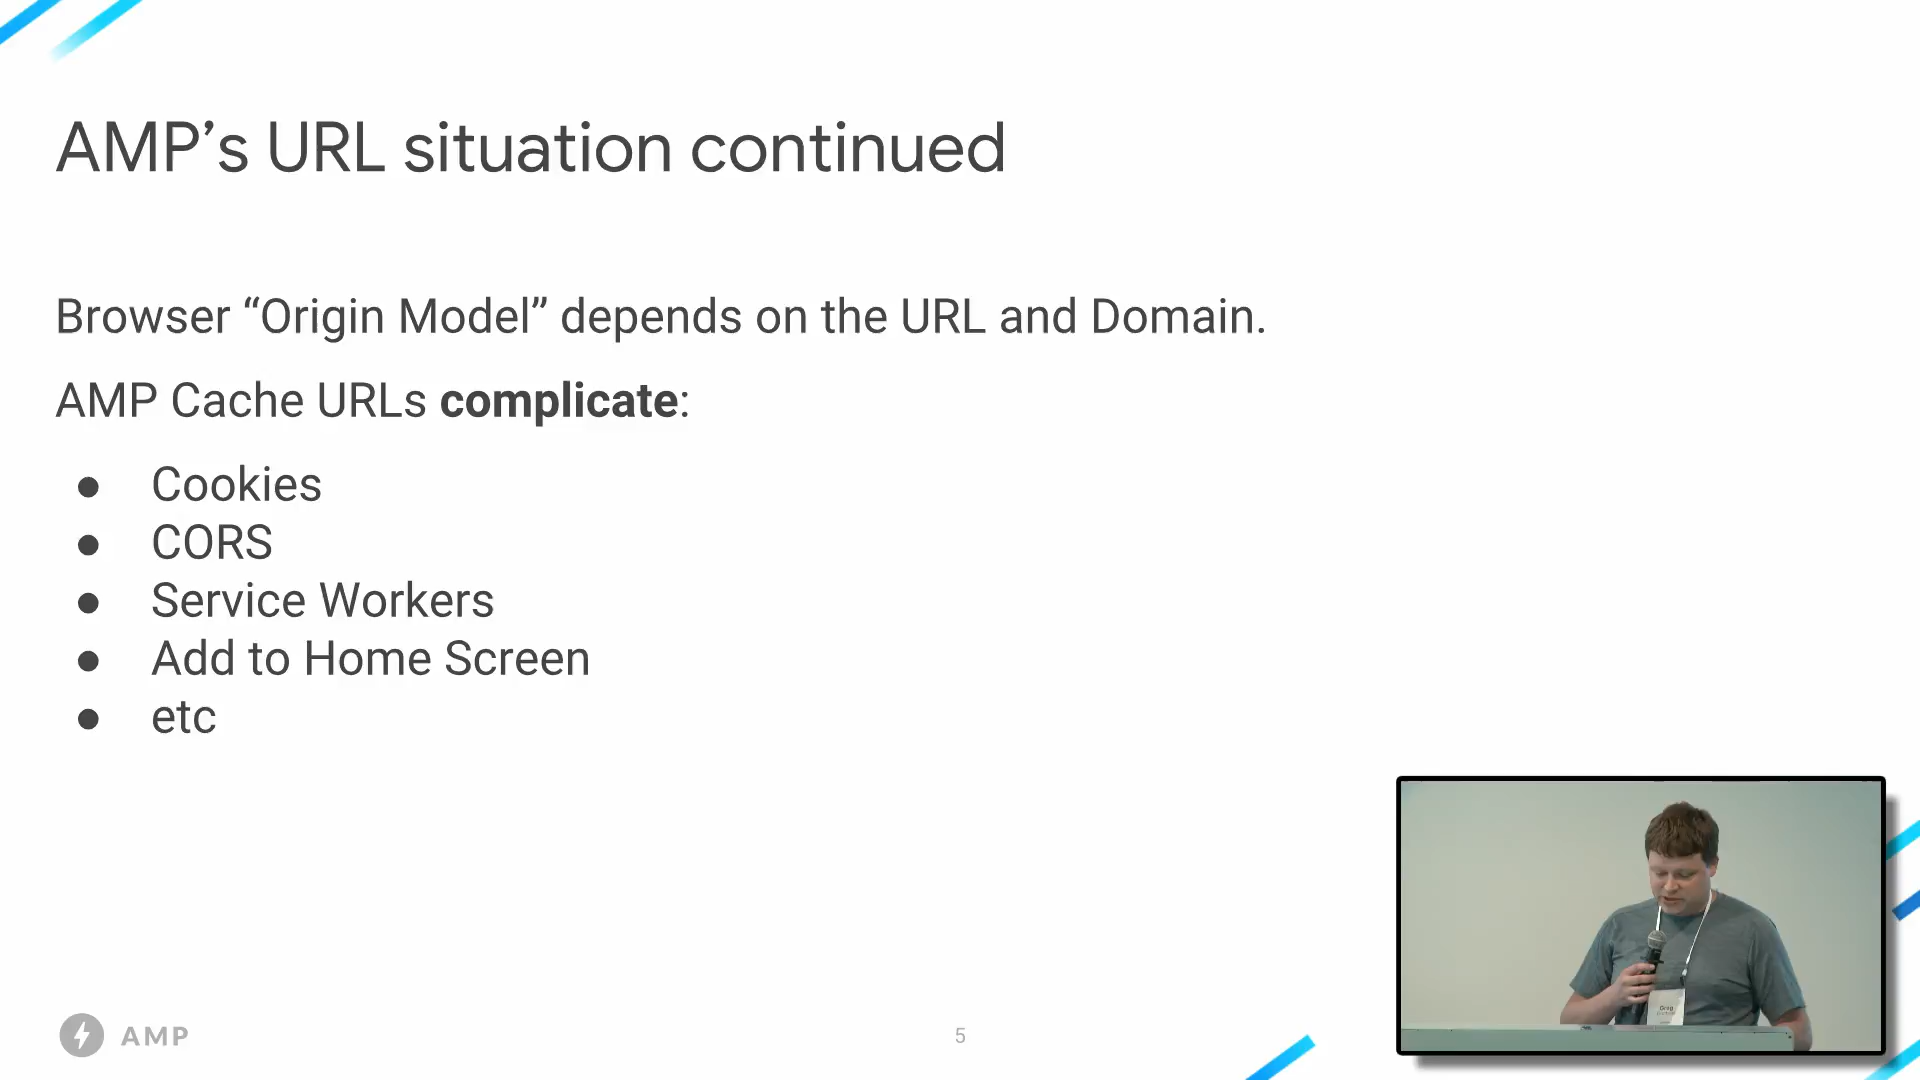 AMP’s URL situation continued
Browser “Origin Model” depends on the URL and Domain.
AMP Cache URLs complicate:
● Cookies
● CORS
● Service Workers
● Add to Home Screen
● etc
AMP
5
Greg